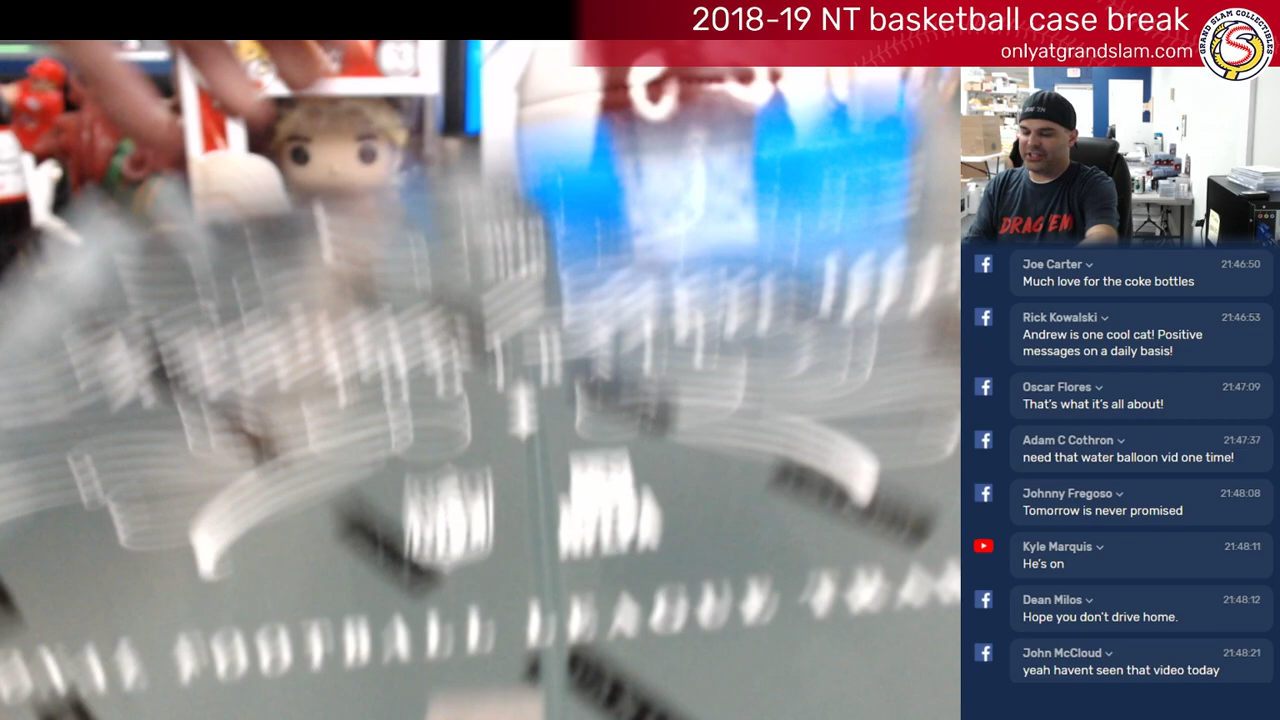 2018-19 NT basketball case break
onlyatgrandslam.com
GRAND SLAM COLLECTIBLES
DRAG'EM
Joe Carter
21:46:50
Much love for the coke bottles
Rick Kowalski
21:46:53
Andrew is one cool cat! Positive
messages on a daily basis!
Oscar Flores
21:47:09
That's what it's all about!
Adam C Cothron
21:47:37
need that water balloon vid one time!
Johnny Fregoso
21:48:08
Tomorrow is never promised
Kyle Marquis
21:48:11
He's on
Dean Milos
21:48:12
Hope you don't drive home.
John McCloud
21:48:21
yeah havent seen that video today
FOOTBALL LEAGUE